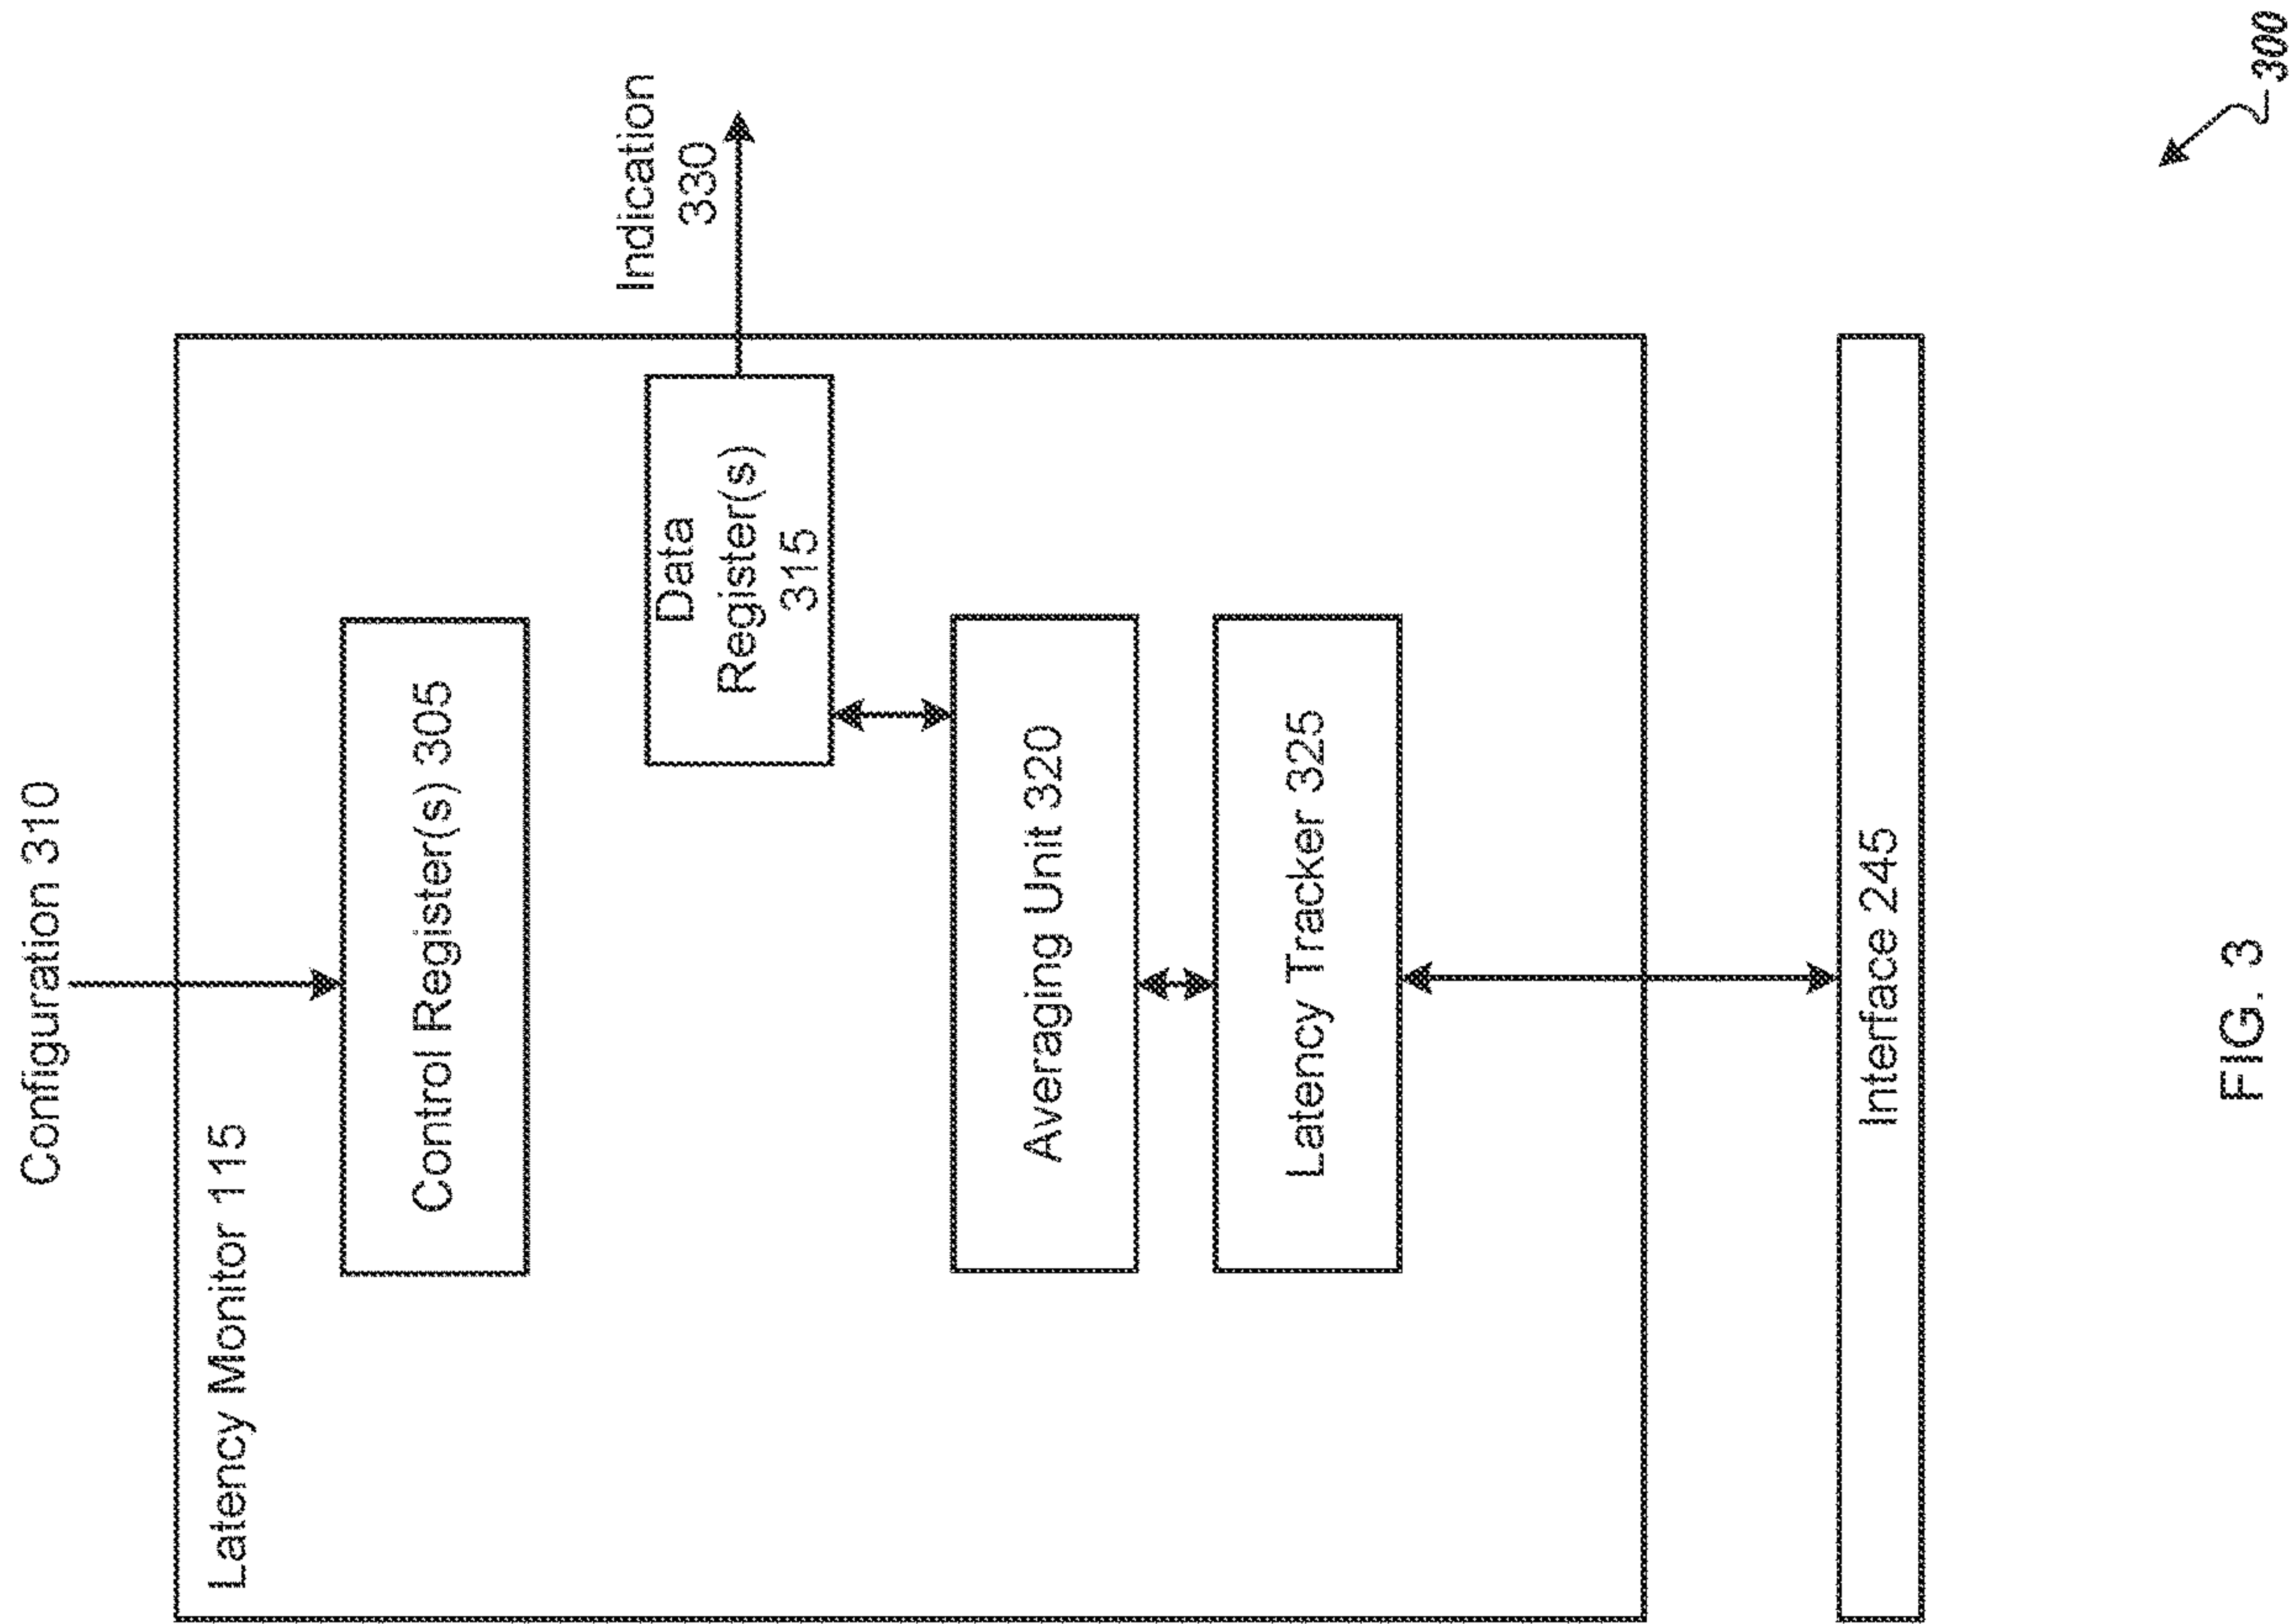 Configuration 310
Latency Monitor 115
Control Register(s) 305
Indication
330
Data
Register(s)
315
Averaging Unit 320
Latency Tracker 325
Interface 245
FIG. 3
300